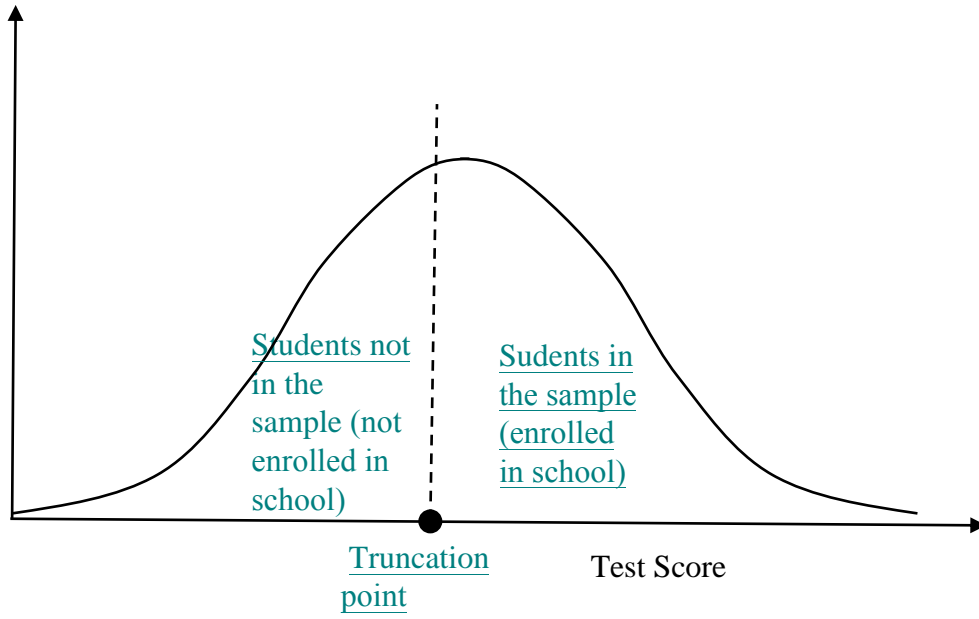 Students not
in the
sample (not
enrolled in
school)
Sudents in
the sample
(enrolled
in school)
Truncation
point
Test Score